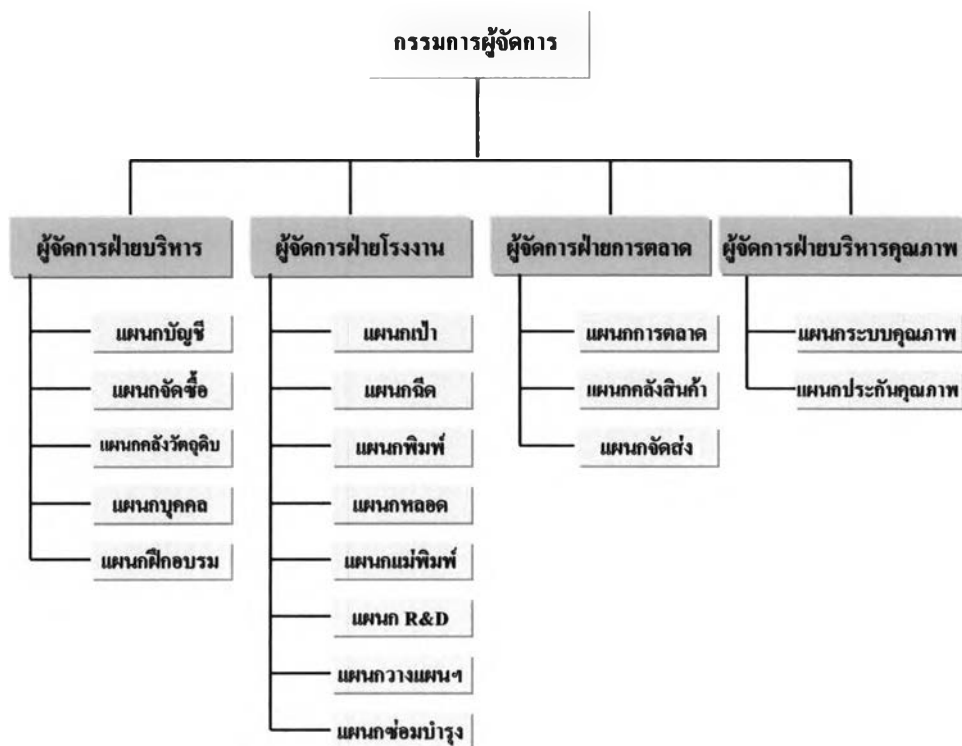 กรรมการผู้จัดการ
ผู้จัดการฝ่ายบริหาร
แผนกบัญชี
แผนกจัดซื้อ
แผนกคลังวัตถุดิบ
แผนกบุคคล
แผนกฝึกอบรม
ผู้จัดการฝ่ายโรงงาน
แผนกเป่า
แผนกฉีด
แผนกพิมพ์
แผนกหลอด
แผนกแม่พิมพ์
แผนก R&D
แผนกวางแผนฯ
แผนกซ่อมบำรุง
ผู้จัดการฝ่ายการตลาด
แผนกการตลาด
แผนกคลังสินค้า
แผนกจัดส่ง
ผู้จัดการฝ่ายบริหารคุณภาพ
แผนกระบบคุณภาพ
แผนกประกันคุณภาพ